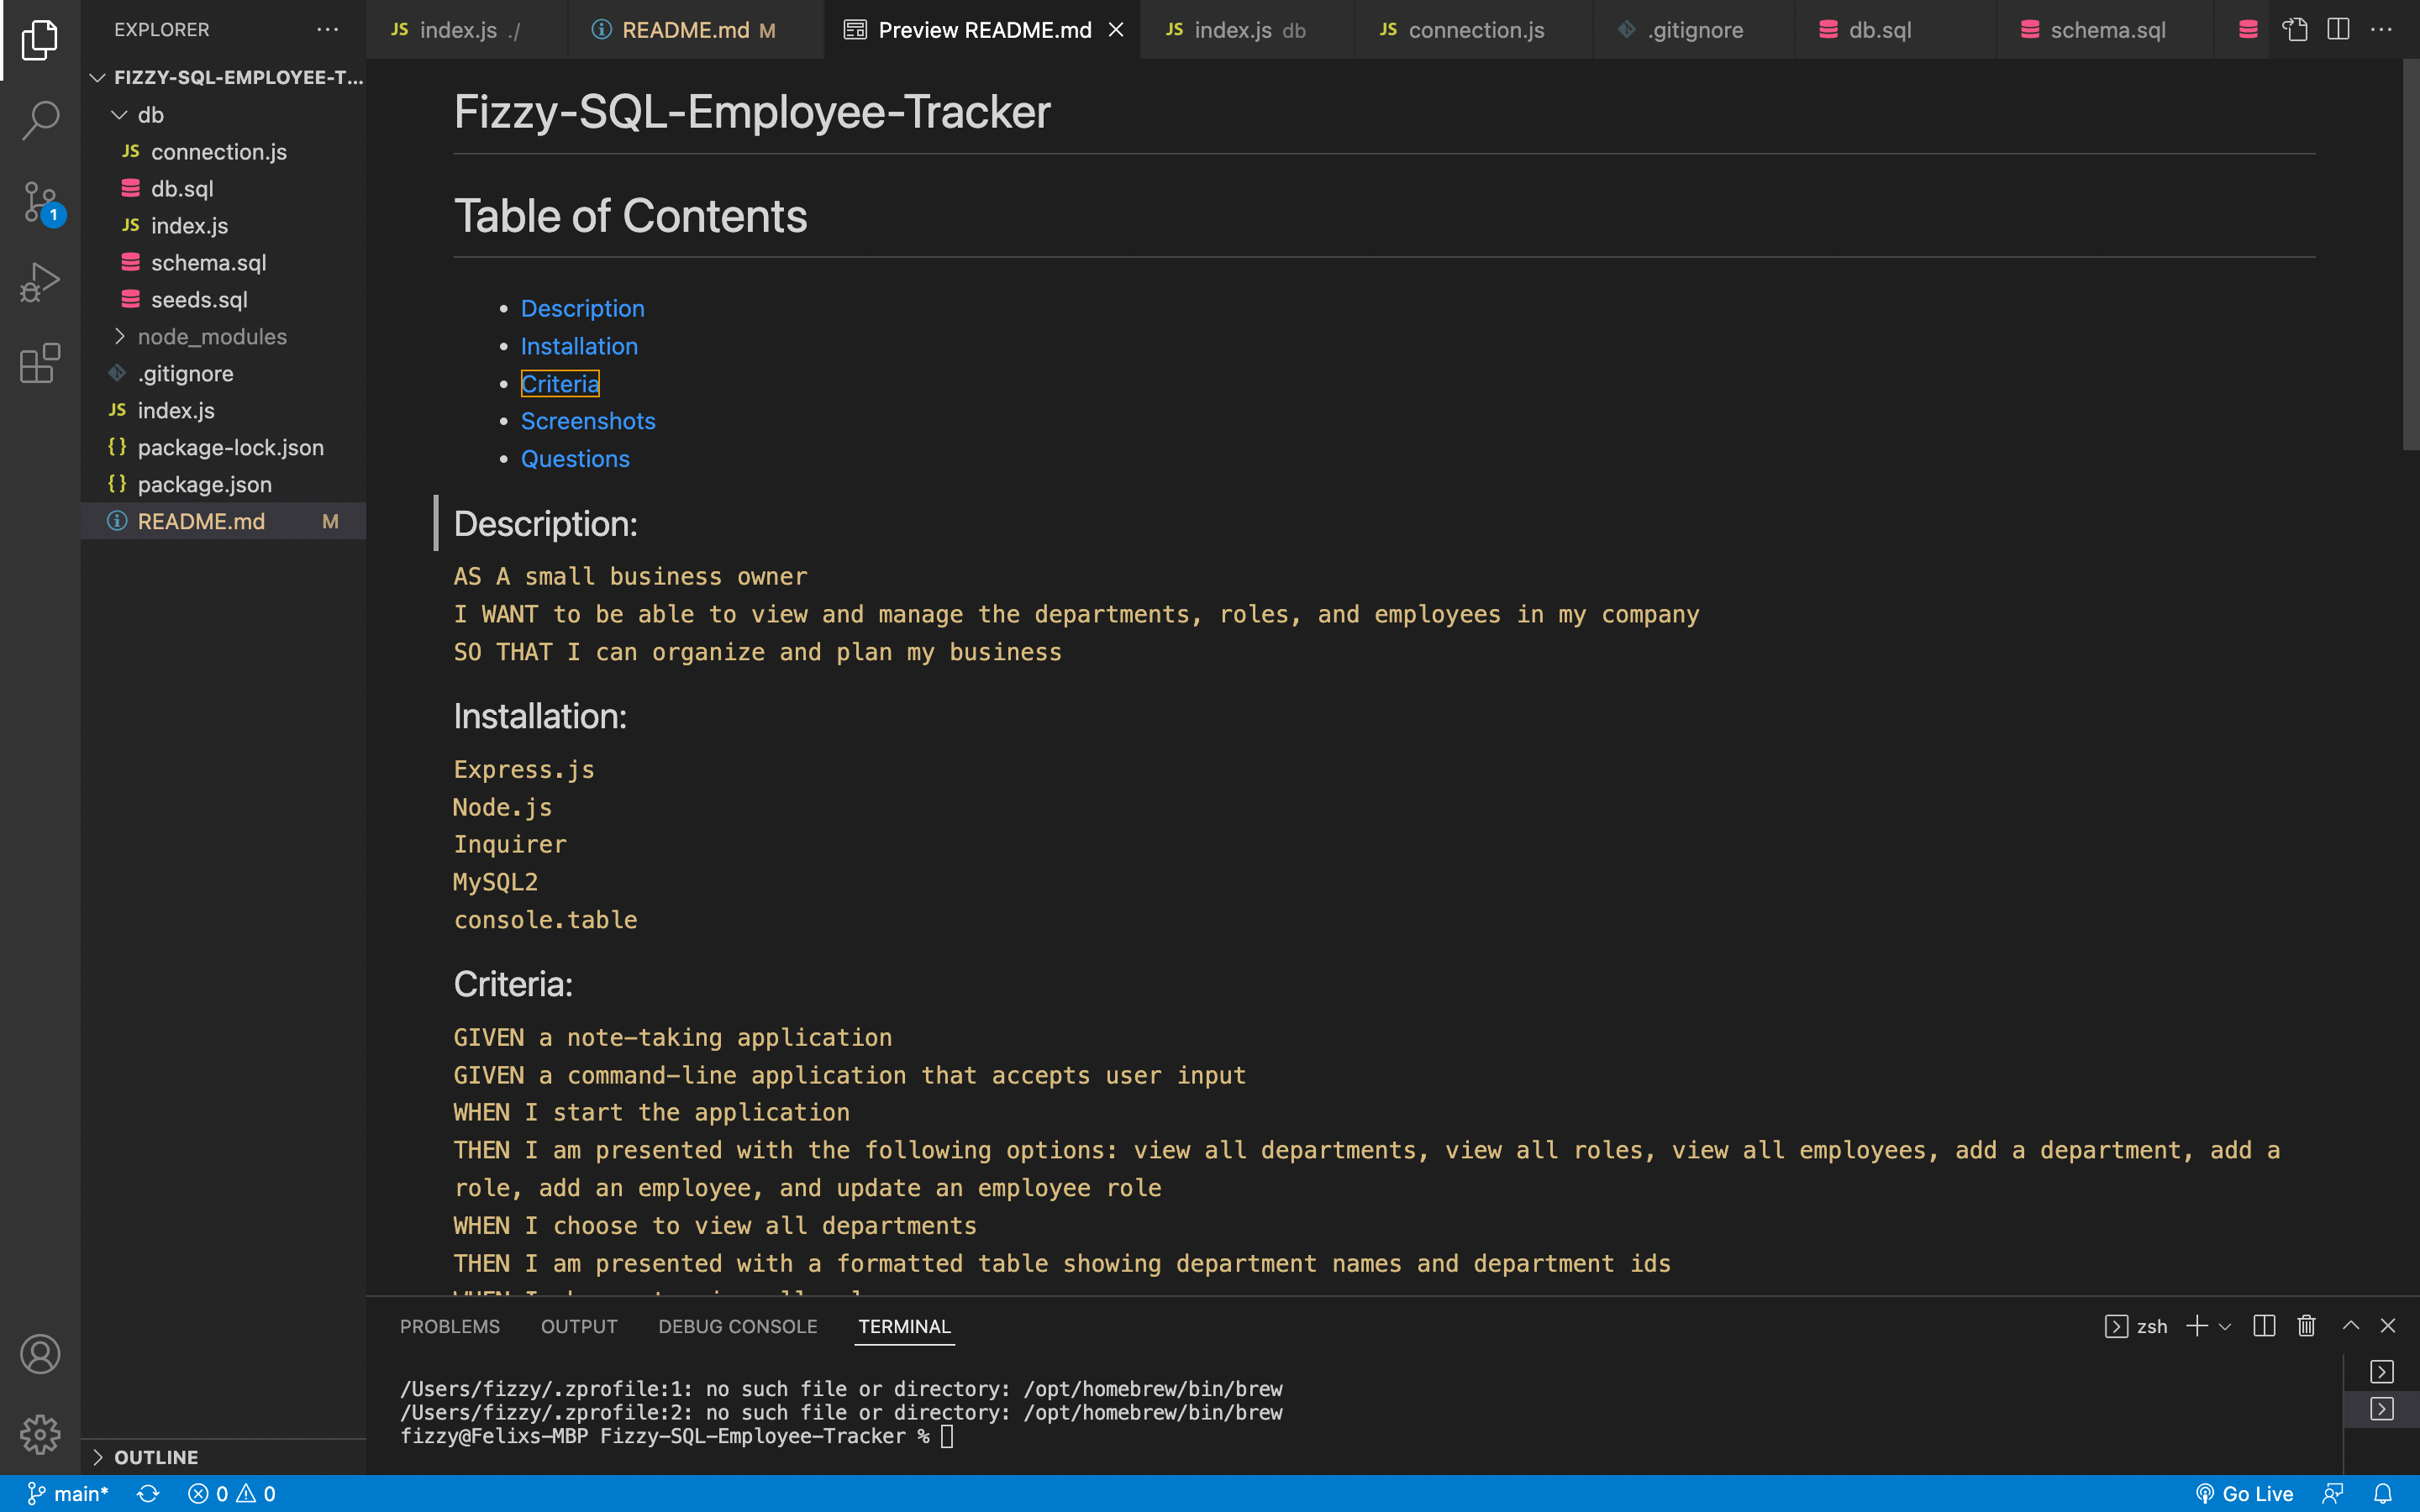 EXPLORER
FIZZY-SQL-EMPLOYEE-T...
db
JS connection.js
db.sql
JS index.js
schema.sql
seeds.sql
node_modules
.gitignore
JS index.js
{} package-lock.json
{} package.json
README.md M
OUTLINE
1
JS index.js ./
README.md M
Preview README.md
JS index.js db
JS connection.js
.gitignore
db.sql
schema.sql
Fizzy-SQL-Employee-Tracker
Table of Contents
• Description
• Installation
• Criteria
• Screenshots
• Questions
Description:
AS A small business owner
I WANT to be able to view and manage the departments, roles, and employees in my company
SO THAT I can organize and plan my business
Installation:
Express.js
Node.js
Inquirer
MySQL2
console.table
Criteria:
GIVEN a note-taking application
GIVEN a command-line application that accepts user input
WHEN I start the application
THEN I am presented with the following options: view all departments, view all roles, view all employees, add a department, add a
role, add an employee, and update an employee role
WHEN I choose to view all departments
THEN I am presented with a formatted table showing department names and department ids
PROBLEMS OUTPUT DEBUG CONSOLE TERMINAL
zsh
/Users/fizzy/.zprofile:1: no such file or directory: /opt/homebrew/bin/brew
/Users/fizzy/.zprofile:2: no such file or directory: /opt/homebrew/bin/brew
fizzy@Felixs-MBP Fizzy-SQL-Employee-Tracker %
main* 0 0 Go Live